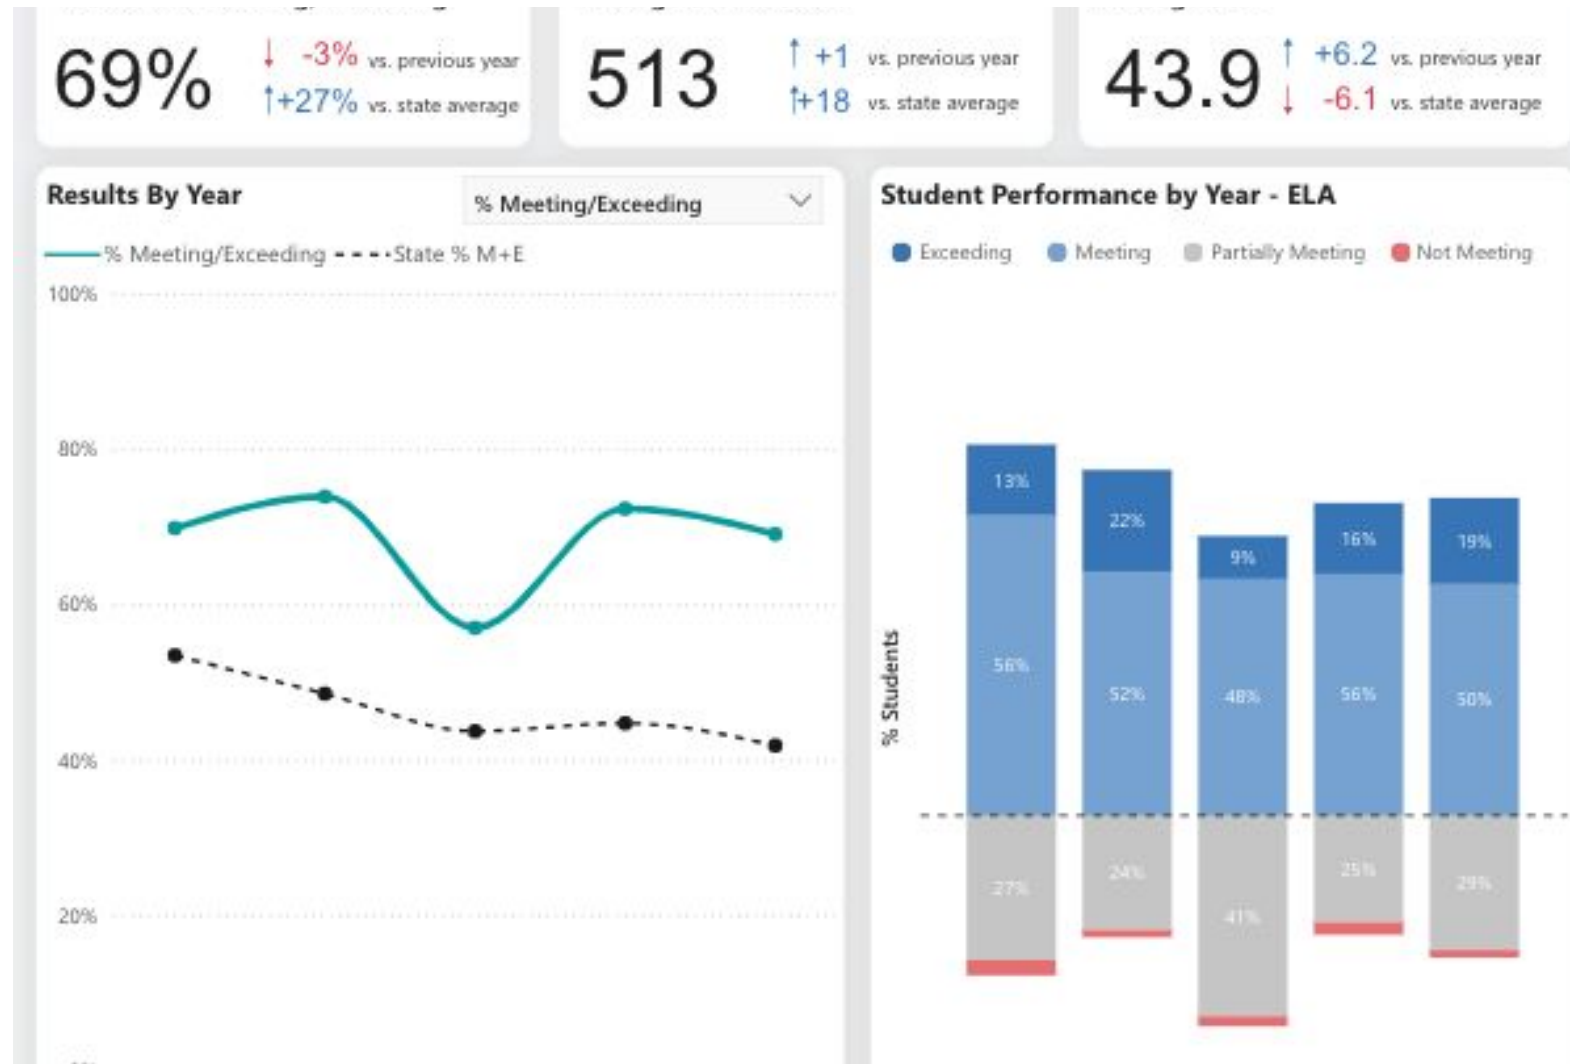 69%
-3% vs. previous year
+27% vs. state average
513
+1 vs. previous year
+18 vs. state average
43.9
+6.2 vs. previous year
-6.1 vs. state average
Results By Year
% Meeting/Exceeding
% Meeting/Exceeding State % M+E
100%
80%
60%
40%
20%
Student Performance by Year - ELA
Exceeding Meeting Partially Meeting Not Meeting
% Students
13% 22% 9% 16% 19%
56% 52% 48% 56% 50%
27% 24% 41% 25% 29%